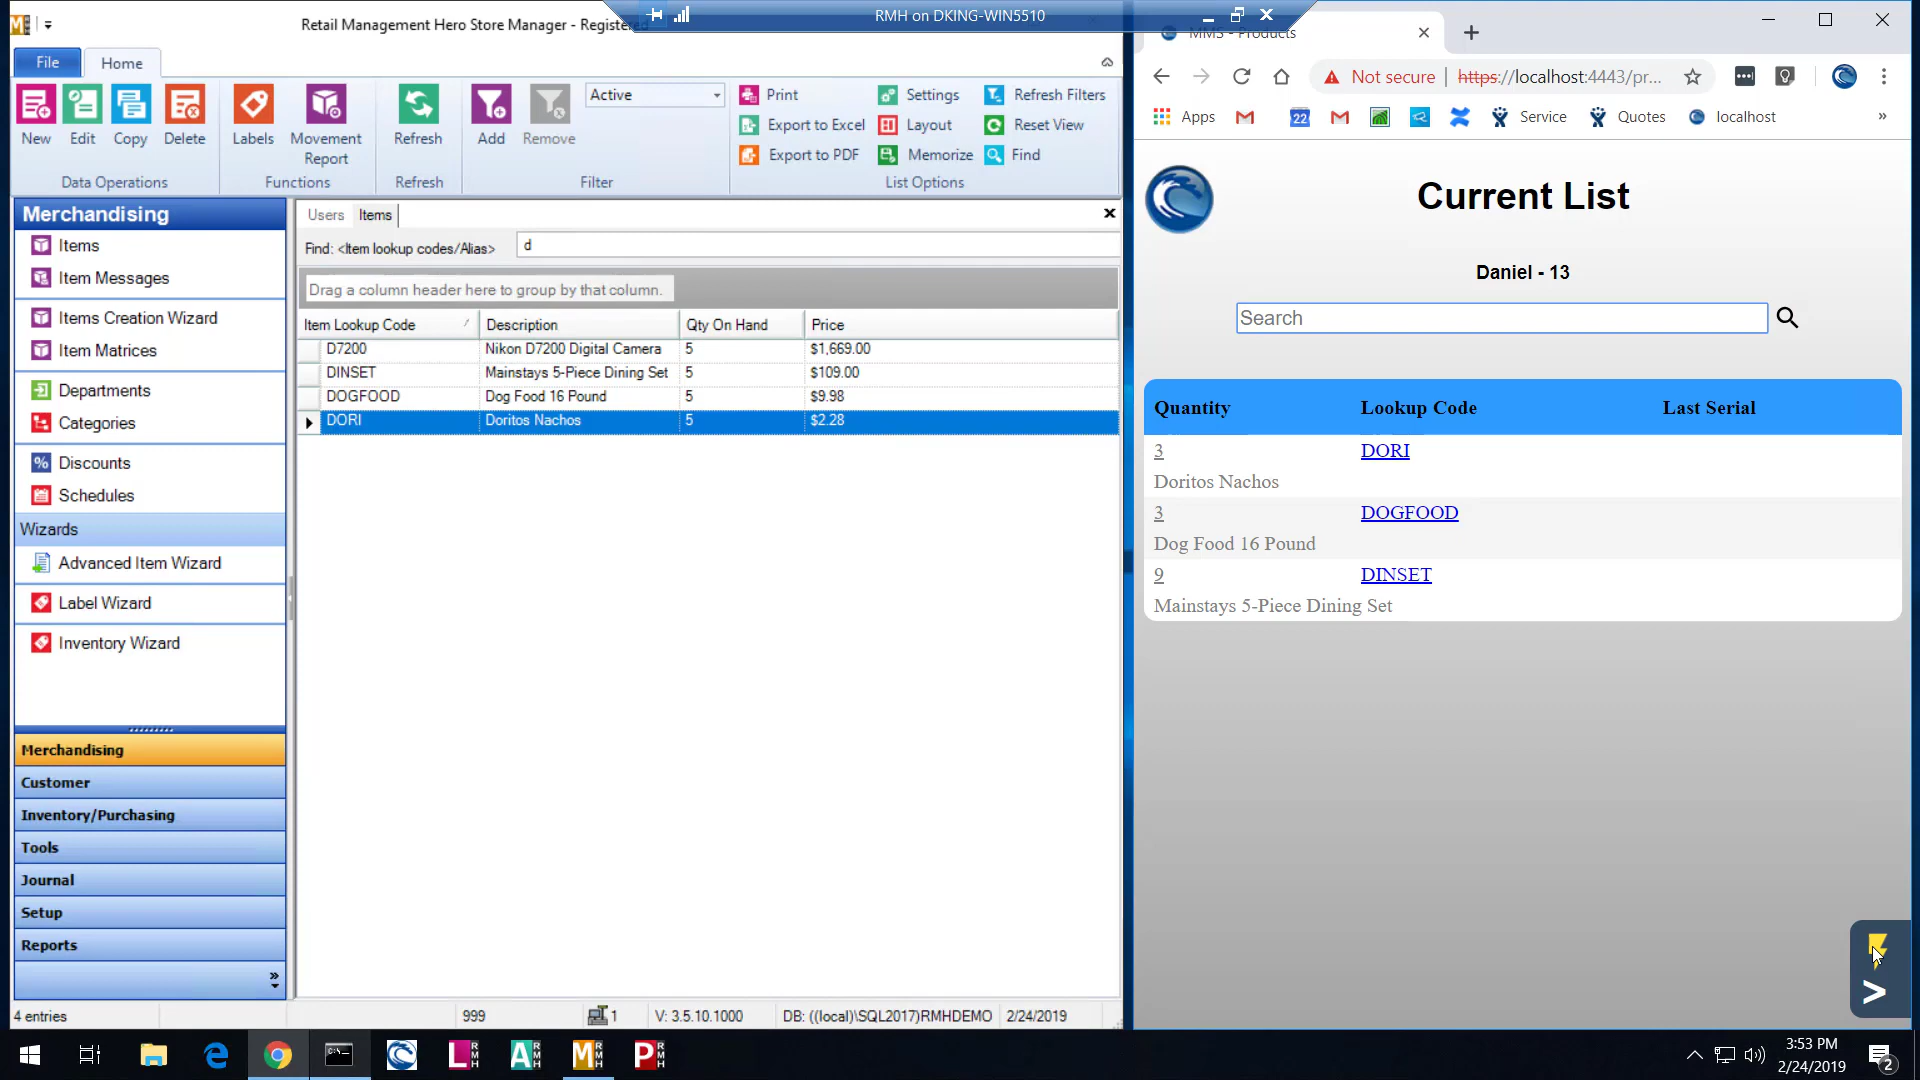 Retail Management Hero Store Manager - Registered
RMH on DKING-WIN5510
File
Home
New
Edit
Copy
Delete
Data Operations
Labels
Movement
Report
Functions
Refresh
Refresh
Add
Remove
Active
Filter
Print
Export to Excel
Export to PDF
Settings
Layout
Memorize
Refresh Filters
Reset View
Find
List Options
Merchandising
Items
Item Messages
Items Creation Wizard
Item Matrices
Departments
Categories
Discounts
Schedules
Wizards
Advanced Item Wizard
Label Wizard
Inventory Wizard
Merchandising
Customer
Inventory/Purchasing
Tools
Journal
Setup
Reports
Users
Items
Find: <Item lookup codes/Alias>
d
Drag a column header here to group by that column.
Item Lookup Code Description Qty On Hand Price
D7200 Nikon D7200 Digital Camera 5 $1,669.00
DINSET Mainstays 5-Piece Dining Set 5 $109.00
DOGFOOD Dog Food 16 Pound 5 $9.98
DORI Doritos Nachos 5 $2.28
4 entries
999
1
V: 3.5.10.1000
DB: ((local)\SQL2017)RMHDEMO
2/24/2019
MMS - Products
Not secure
https://localhost:4443/pr...
Apps
22
Service
Quotes
localhost
Current List
Daniel - 13
Search
Quantity Lookup Code Last Serial
3 DORI
Doritos Nachos
3 DOGFOOD
Dog Food 16 Pound
9 DINSET
Mainstays 5-Piece Dining Set
3:53 PM
2/24/2019
2